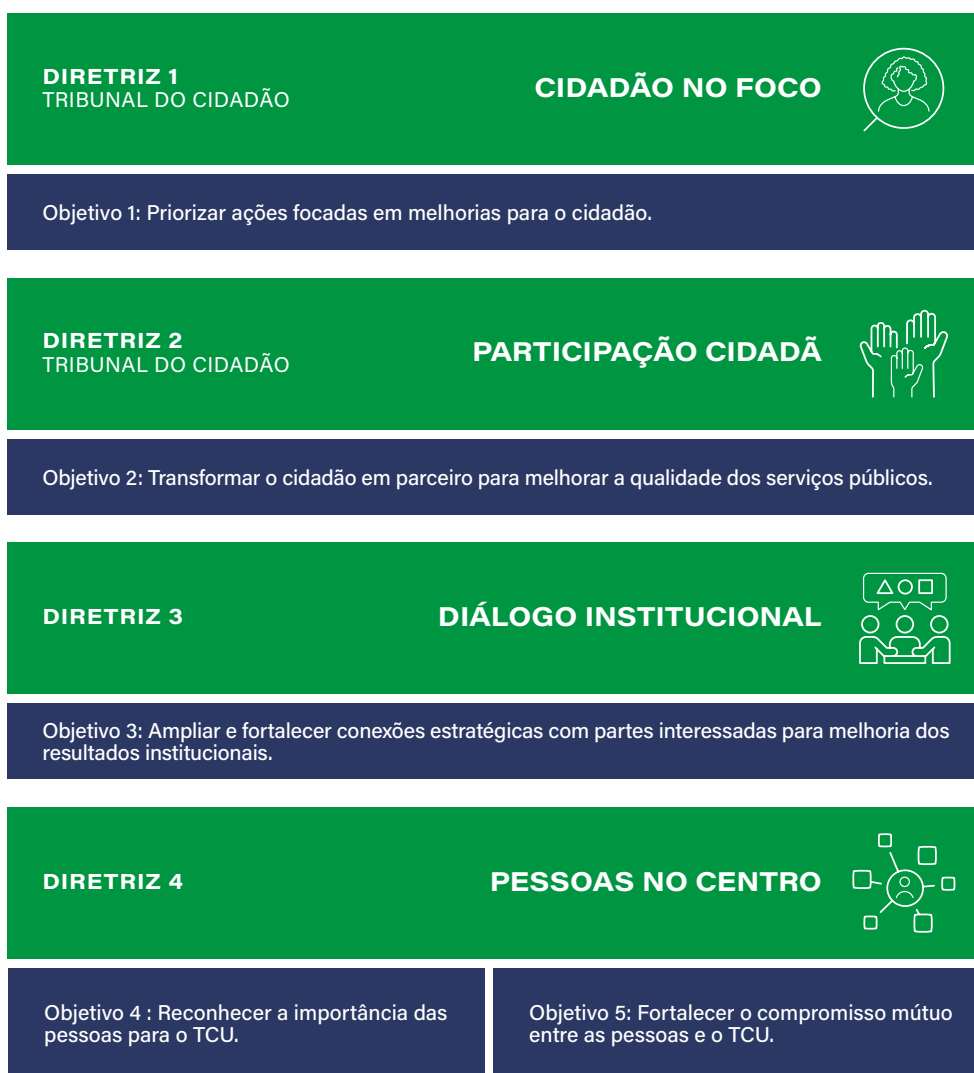 DIRETRIZ 1
TRIBUNAL DO CIDADÃO
CIDADÃO NO FOCO
Objetivo 1: Priorizar ações focadas em melhorias para o cidadão.
DIRETRIZ 2
TRIBUNAL DO CIDADÃO
PARTICIPAÇÃO CIDADÃ
Objetivo 2: Transformar o cidadão em parceiro para melhorar a qualidade dos serviços públicos.
DIRETRIZ 3
DIÁLOGO INSTITUCIONAL
Objetivo 3: Ampliar e fortalecer conexões estratégicas com partes interessadas para melhoria dos
resultados institucionais.
DIRETRIZ 4
PESSOAS NO CENTRO
Objetivo 4 : Reconhecer a importância das
pessoas para o TCU.
Objetivo 5: Fortalecer o compromisso mútuo
entre as pessoas e o TCU.